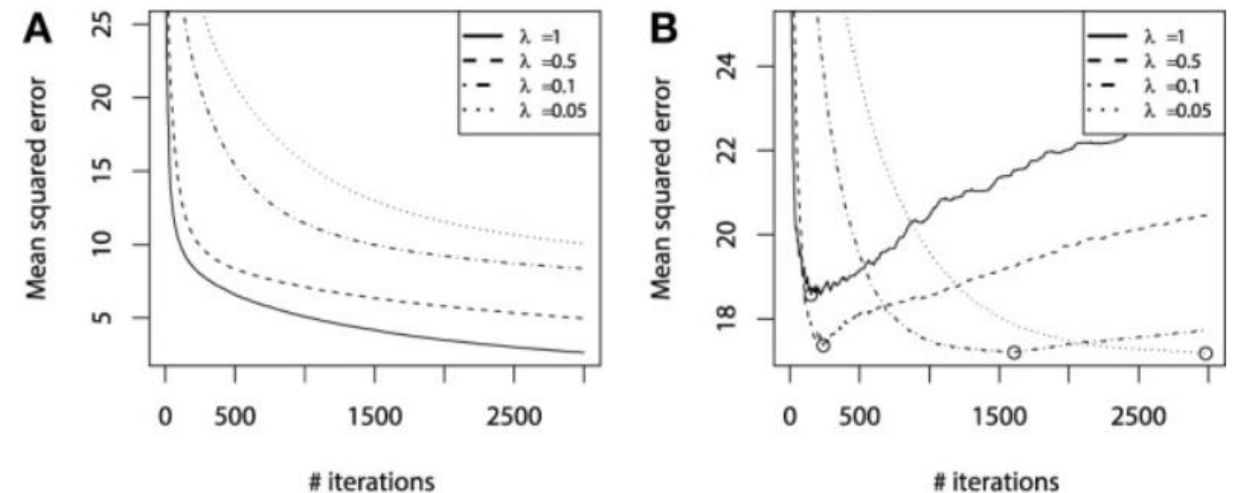 A
Mean squared error
25
20
15
10
5
λ =1
λ =0.5
λ =0.1
λ =0.05
0 500 1500 2500
# iterations
B
Mean squared error
24
22
20
18
λ =1
λ =0.5
λ =0.1
λ =0.05
0 500 1500 2500
# iterations